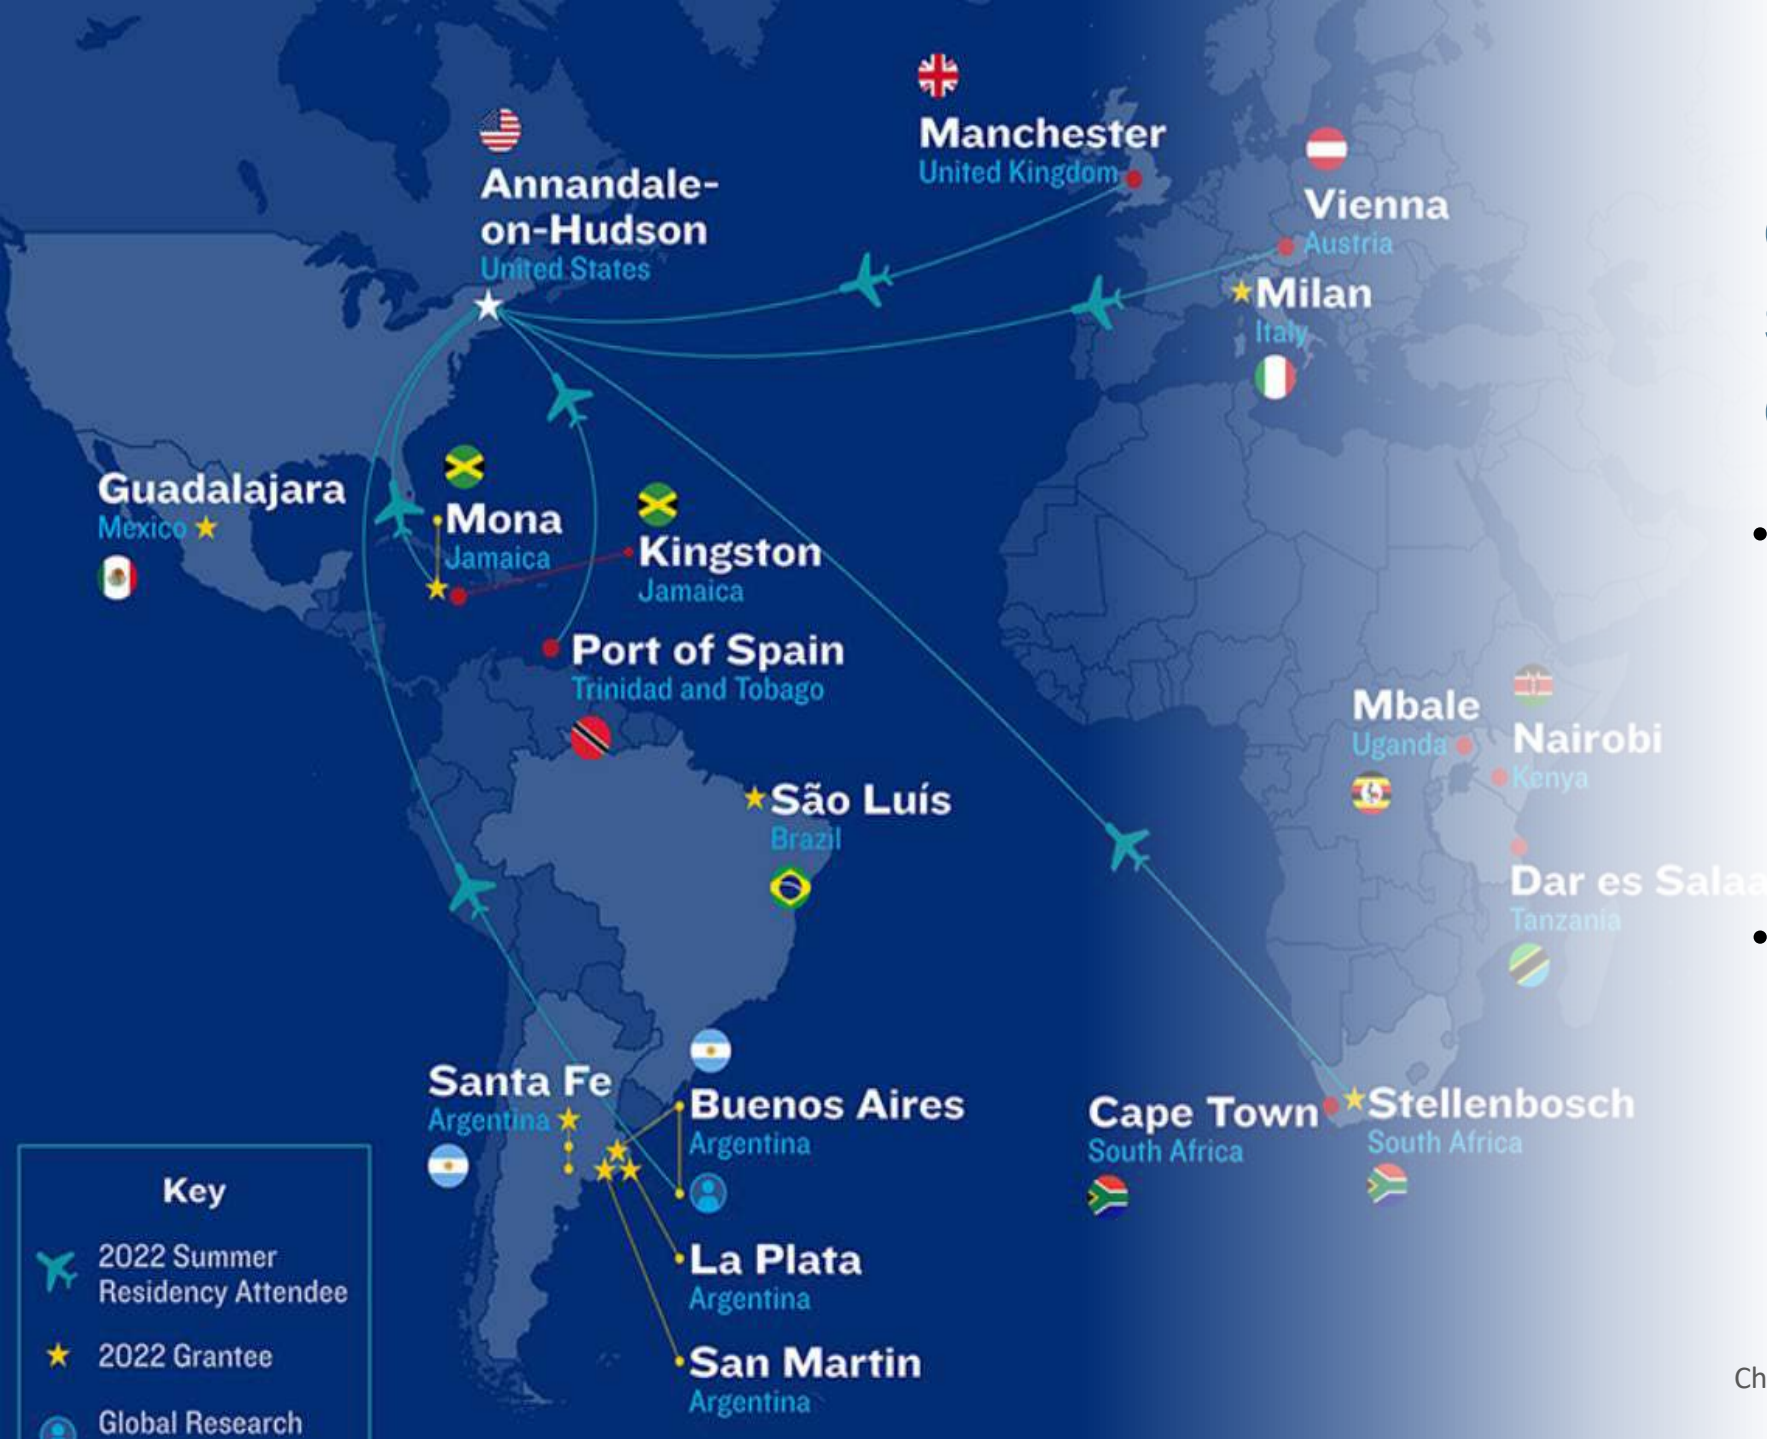 Manchester
United Kingdom
Annandale-
on-Hudson
United States
Vienna
Austria
Milan
Italy
Guadalajara
Mexico
Mona
Jamaica
Kingston
Jamaica
Port of Spain
Trinidad and Tobago
Mbale
Uganda
Nairobi
Kenya
São Luís
Brazil
Dar es Salaa
Tanzania
Santa Fe
Argentina
Buenos Aires
Argentina
Cape Town
South Africa
Stellenbosch
South Africa
La Plata
Argentina
San Martin
Argentina
Key
2022 Summer
Residency Attendee
2022 Grantee
Global Research
Ch